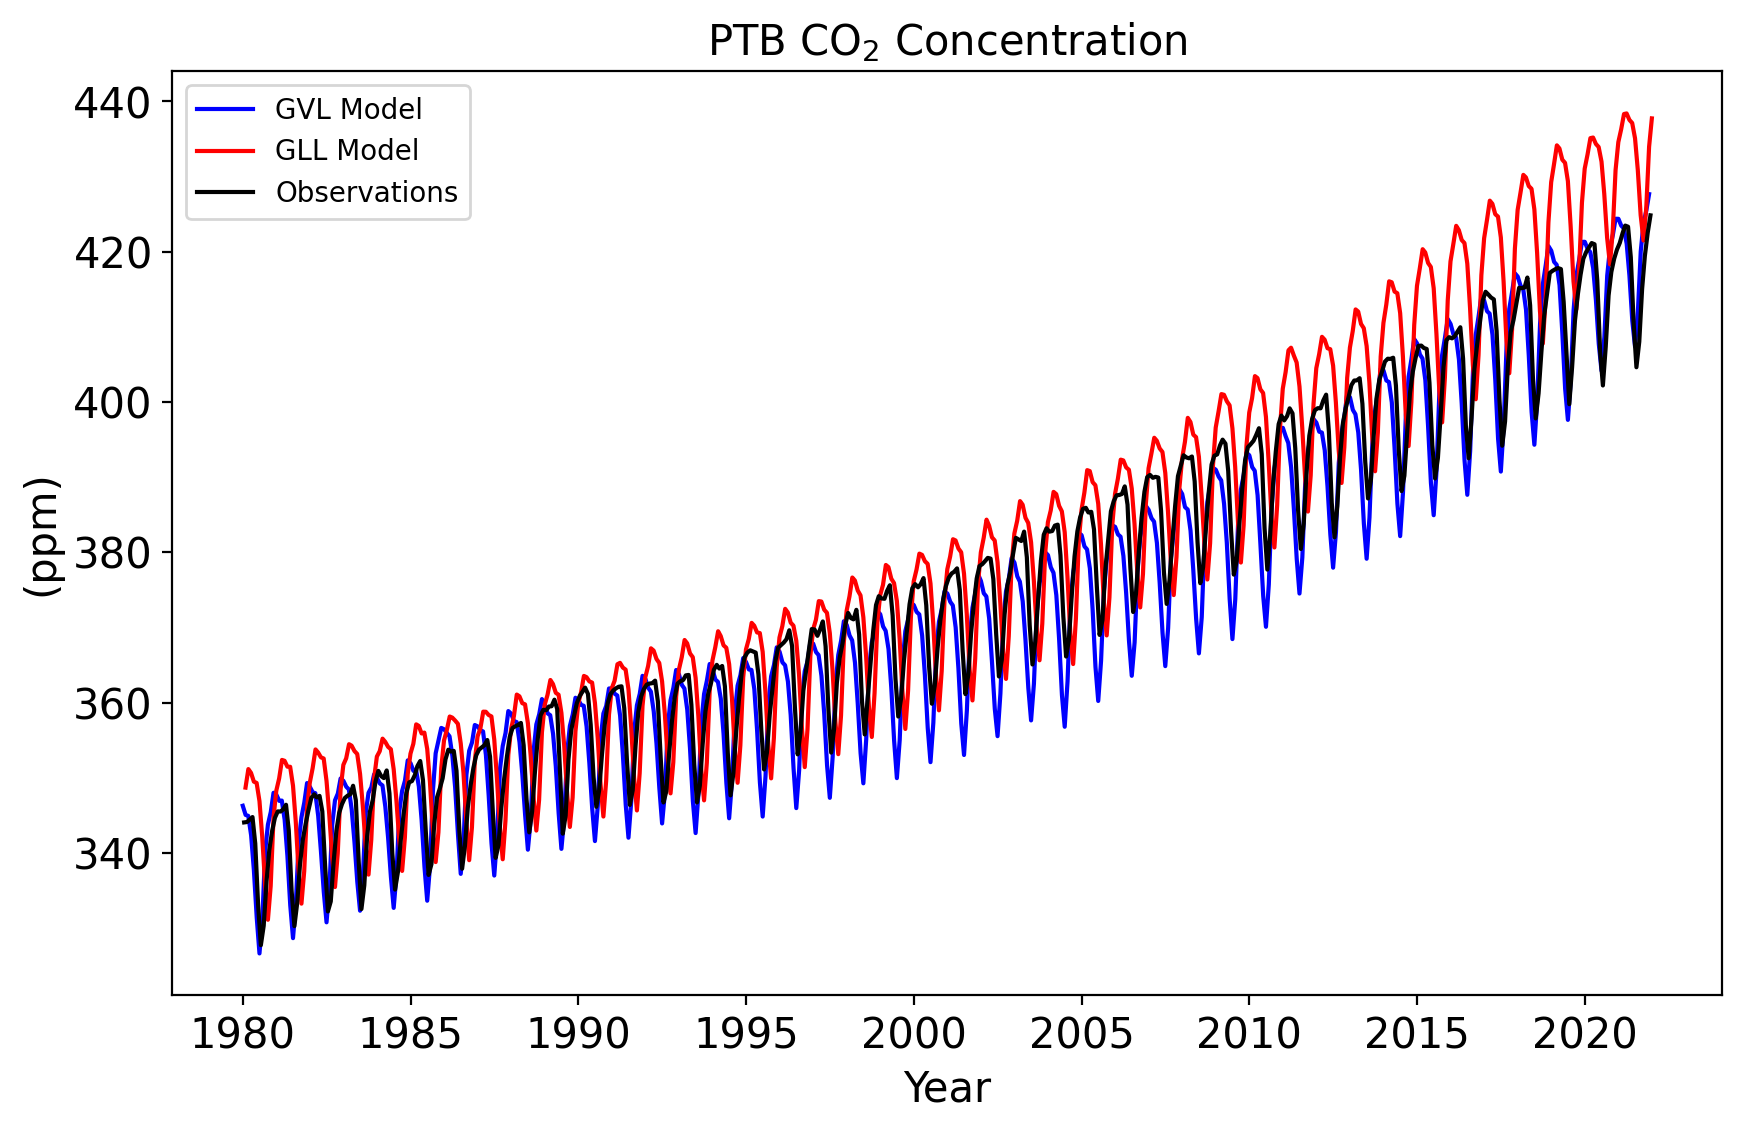 PTB CO₂ Concentration
440
420
400
380
360
340
(ppm)
GVL Model
GLL Model
Observations
1980 1985 1990 1995 2000 2005 2010 2015 2020
Year